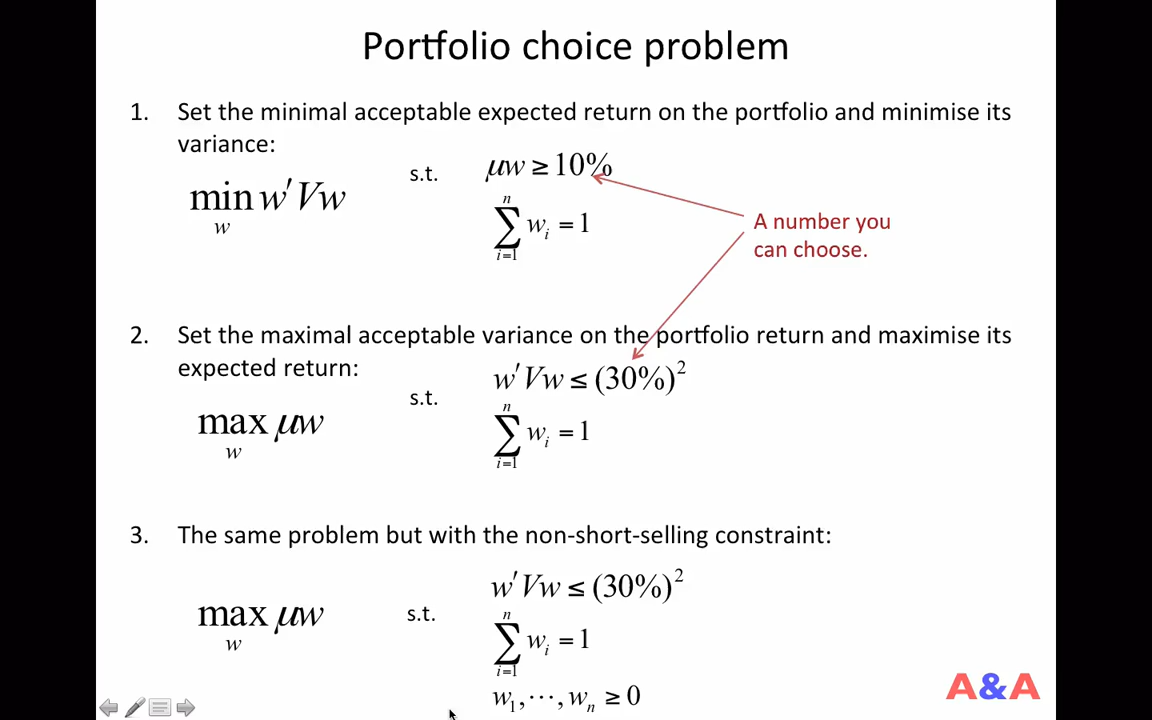 Portfolio choice problem
1. Set the minimal acceptable expected return on the portfolio and minimise its
variance:
min w′Vw
w
s.t.
μw ≥ 10%
n
∑ wᵢ = 1
i=1
A number you
can choose.
2. Set the maximal acceptable variance on the portfolio return and maximise its
expected return:
max μw
w
s.t.
w′Vw ≤ (30%)²
n
∑ wᵢ = 1
i=1
3. The same problem but with the non-short-selling constraint:
max μw
w
s.t.
w′Vw ≤ (30%)²
n
∑ wᵢ = 1
i=1
w₁,⋯,wₙ ≥ 0
A&A